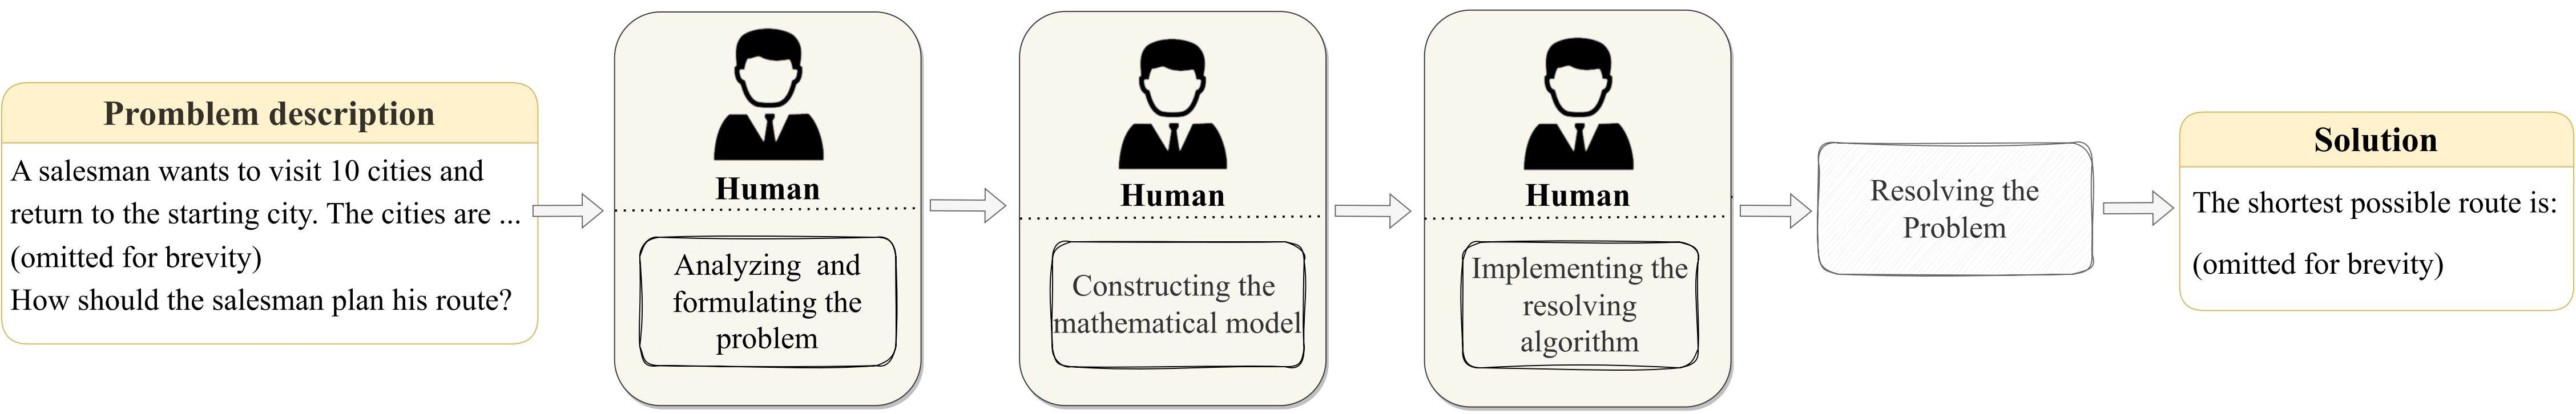 Promblem description
A salesman wants to visit 10 cities and
return to the starting city. The cities are ...
(omitted for brevity)
How should the salesman plan his route?
Human
Analyzing and
formulating the
problem
Human
Constructing the
mathematical model
Human
Implementing the
resolving
algorithm
Resolving the
Problem
Solution
The shortest possible route is:
(omitted for brevity)